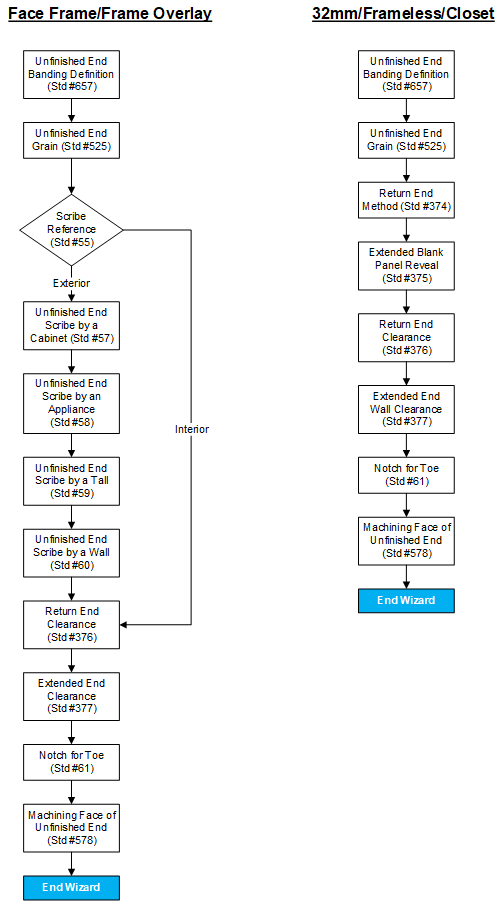 Face Frame/Frame Overlay
Unfinished End
Banding Definition
(Std #657)
Unfinished End
Grain (Std #525)
Scribe
Reference
(Std #55)
Exterior
Interior
Unfinished End
Scribe by a
Cabinet (Std #57)
Unfinished End
Scribe by an
Appliance
(Std #58)
Unfinished End
Scribe by a Tall
(Std #59)
Unfinished End
Scribe by a Wall
(Std #60)
Return End
Clearance
(Std #376)
Extended End
Clearance
(Std #377)
Notch for Toe
(Std #61)
Machining Face of
Unfinished End
(Std #578)
End Wizard
32mm/Frameless/Closet
Unfinished End
Banding Definition
(Std #657)
Unfinished End
Grain (Std #525)
Return End
Method (Std #374)
Extended Blank
Panel Reveal
(Std #375)
Return End
Clearance
(Std #376)
Extended End
Wall Clearance
(Std #377)
Notch for Toe
(Std #61)
Machining Face of
Unfinished End
(Std #578)
End Wizard